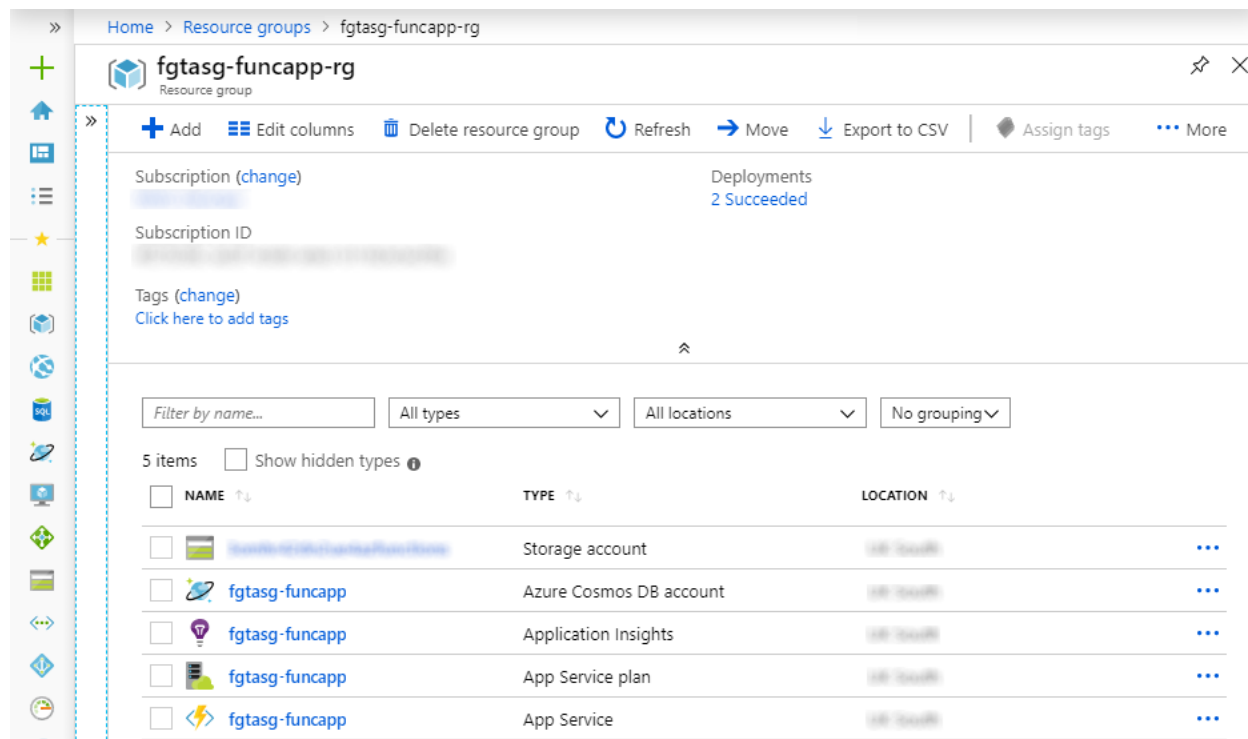 Home > Resource groups > fgtasg-funcapp-rg
fgtasg-funcapp-rg
Resource group
Add Edit columns Delete resource group Refresh Move Export to CSV Assign tags More
Subscription (change) Deployments
2 Succeeded
Subscription ID
Tags (change)
Click here to add tags
Filter by name... All types All locations No grouping
5 items Show hidden types
NAME TYPE LOCATION
Storage account
fgtasg-funcapp Azure Cosmos DB account
fgtasg-funcapp Application Insights
fgtasg-funcapp App Service plan
fgtasg-funcapp App Service
SQL